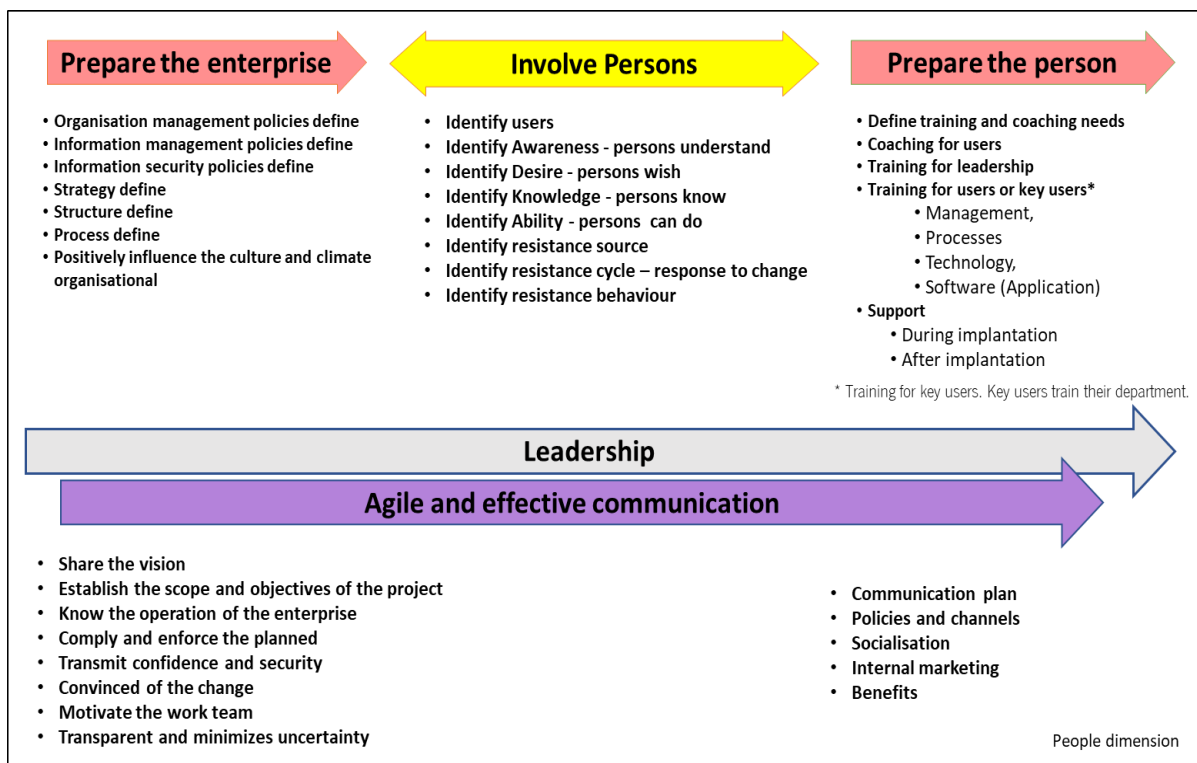 Prepare the enterprise
• Organisation management policies define
• Information management policies define
• Information security policies define
• Strategy define
• Structure define
• Process define
• Positively influence the culture and climate
organisational
Involve Persons
• Identify users
• Identify Awareness - persons understand
• Identify Desire - persons wish
• Identify Knowledge - persons know
• Identify Ability - persons can do
• Identify resistance source
• Identify resistance cycle – response to change
• Identify resistance behaviour
Prepare the person
• Define training and coaching needs
• Coaching for users
• Training for leadership
• Training for users or key users*
• Management,
• Processes
• Technology,
• Software (Application)
• Support
• During implantation
• After implantation
* Training for key users. Key users train their department.
Leadership
Agile and effective communication
• Share the vision
• Establish the scope and objectives of the project
• Know the operation of the enterprise
• Comply and enforce the planned
• Transmit confidence and security
• Convinced of the change
• Motivate the work team
• Transparent and minimizes uncertainty
• Communication plan
• Policies and channels
• Socialisation
• Internal marketing
• Benefits
People dimension